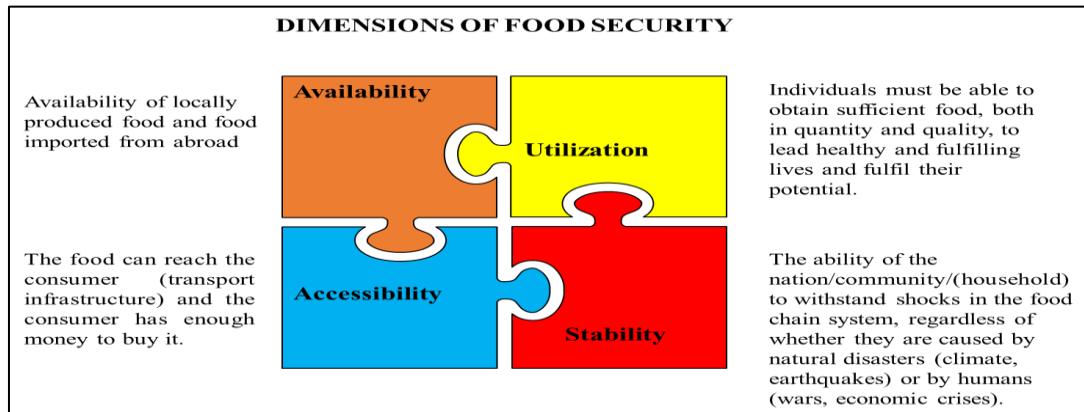 DIMENSIONS OF FOOD SECURITY
Availability of locally
produced food and food
imported from abroad
Availability
Utilization
Individuals must be able to
obtain sufficient food, both
in quantity and quality, to
lead healthy and fulfilling
lives and fulfil their
potential.
The food can reach the
consumer (transport
infrastructure) and the
consumer has enough
money to buy it.
Accessibility
Stability
The ability of the
nation/community/(household)
to withstand shocks in the food
chain system, regardless of
whether they are caused by
natural disasters (climate,
earthquakes) or by humans
(wars, economic crises).